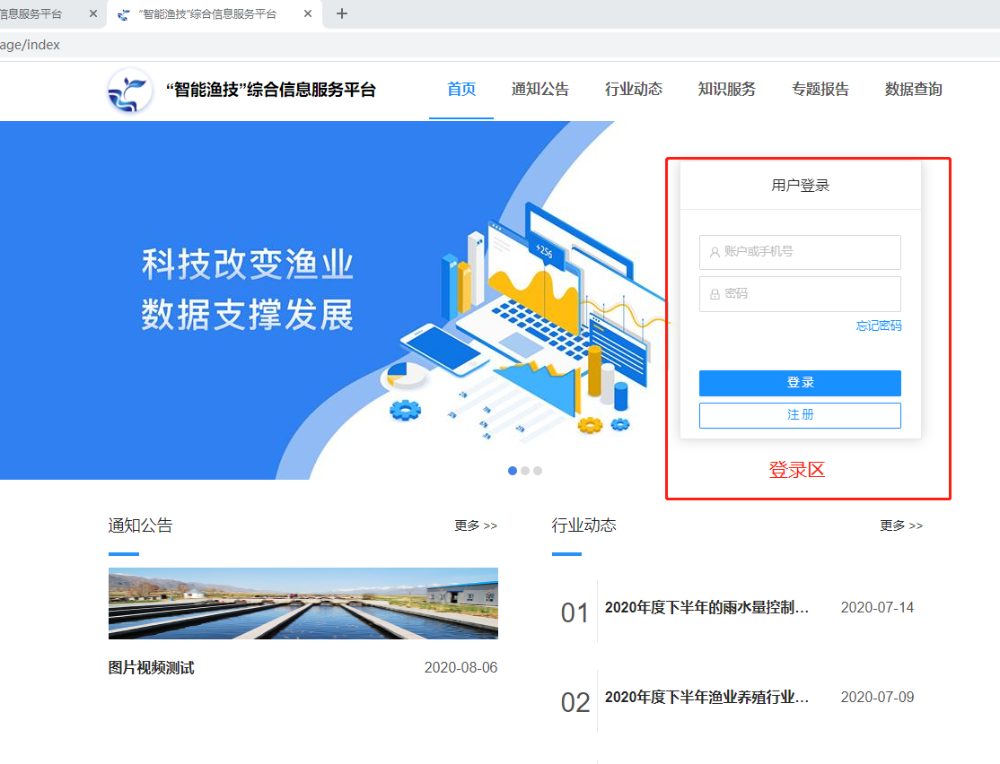 信息服务平台
“智能渔技”综合信息服务平台
age/index
“智能渔技”综合信息服务平台
首页
通知公告
行业动态
知识服务
专题报告
数据查询
科技改变渔业
数据支撑发展
+256
用户登录
账户或手机号
密码
忘记密码
登 录
注 册
登录区
通知公告
更多 >>
图片视频测试
2020-08-06
行业动态
更多 >>
01
2020年度下半年的雨水量控制...
2020-07-14
02
2020年度下半年渔业养殖行业...
2020-07-09